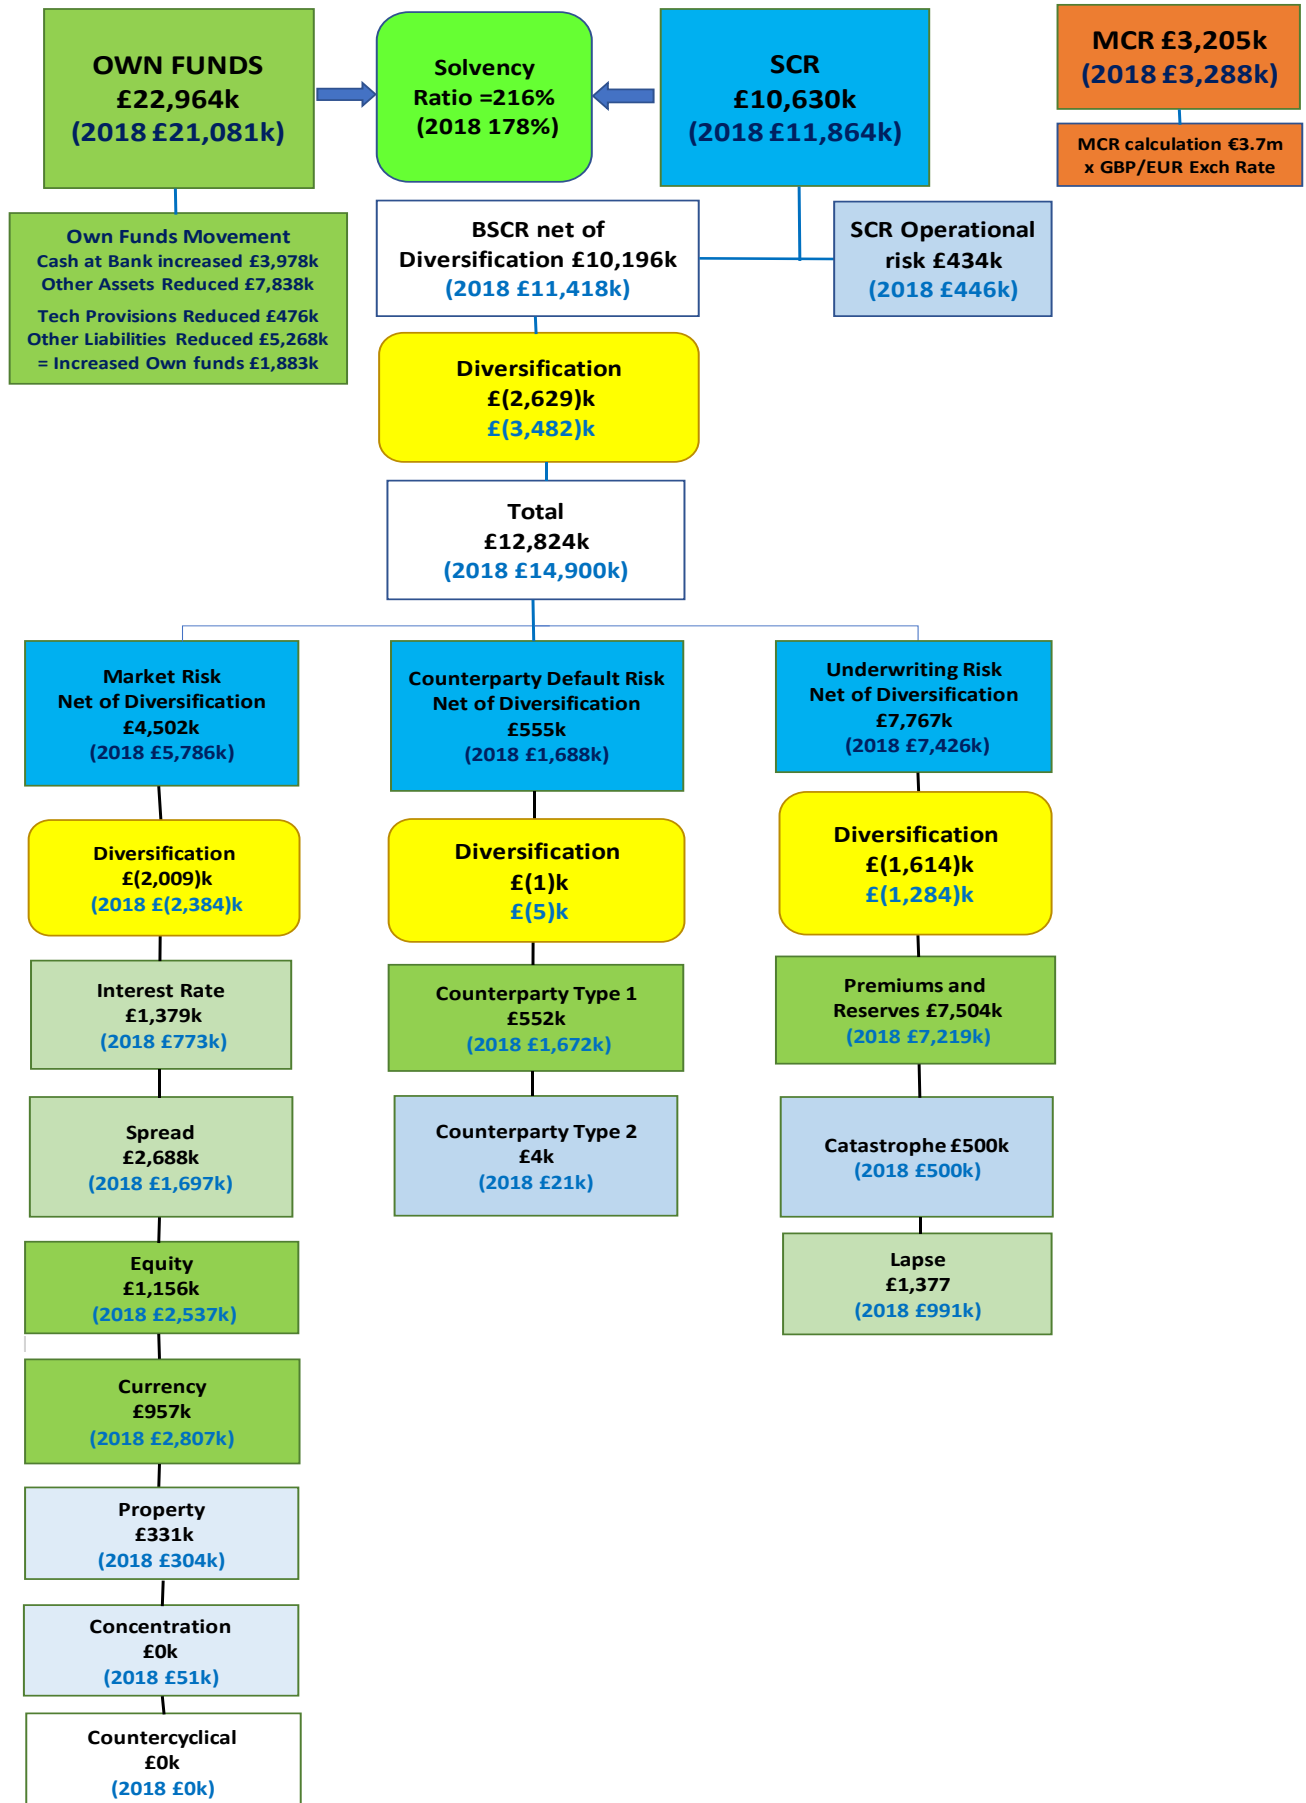 OWN FUNDS
£22,964k
(2018 £21,081k)
Solvency
Ratio =216%
(2018 178%)
SCR
£10,630k
(2018 £11,864k)
MCR £3,205k
(2018 £3,288k)
MCR calculation €3.7m
x GBP/EUR Exch Rate
Own Funds Movement
Cash at Bank increased £3,978k
Other Assets Reduced £7,838k
Tech Provisions Reduced £476k
Other Liabilities Reduced £5,268k
= Increased Own funds £1,883k
BSCR net of
Diversification £10,196k
(2018 £11,418k)
SCR Operational
risk £434k
(2018 £446k)
Diversification
£(2,629)k
£(3,482)k
Total
£12,824k
(2018 £14,900k)
Market Risk
Net of Diversification
£4,502k
(2018 £5,786k)
Counterparty Default Risk
Net of Diversification
£555k
(2018 £1,688k)
Underwriting Risk
Net of Diversification
£7,767k
(2018 £7,426k)
Diversification
£(2,009)k
(2018 £(2,384)k
Diversification
£(1)k
£(5)k
Diversification
£(1,614)k
£(1,284)k
Interest Rate
£1,379k
(2018 £773k)
Counterparty Type 1
£552k
(2018 £1,672k)
Premiums and
Reserves £7,504k
(2018 £7,219k)
Spread
£2,688k
(2018 £1,697k)
Counterparty Type 2
£4k
(2018 £21k)
Catastrophe £500k
(2018 £500k)
Equity
£1,156k
(2018 £2,537k)
Lapse
£1,377
(2018 £991k)
Currency
£957k
(2018 £2,807k)
Property
£331k
(2018 £304k)
Concentration
£0k
(2018 £51k)
Countercyclical
£0k
(2018 £0k)